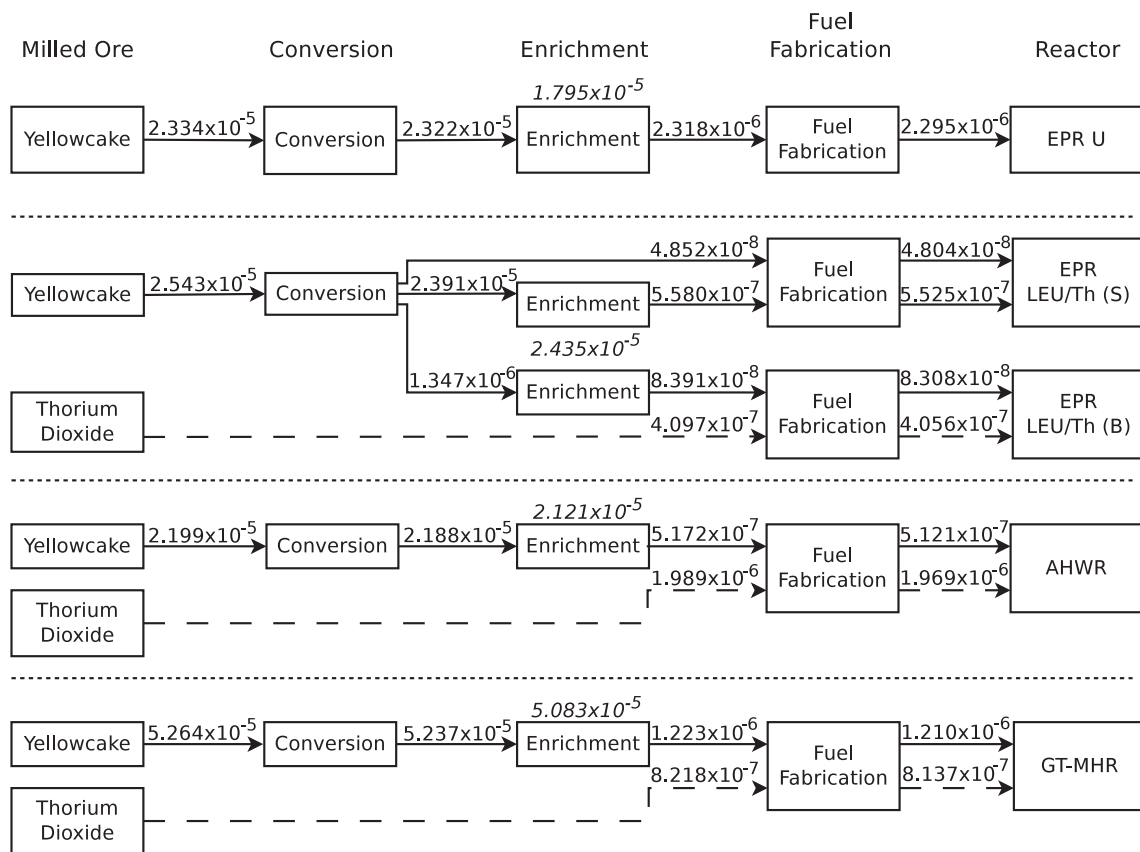 Milled Ore
Conversion
Enrichment
Fuel
Fabrication
Reactor
1.795x10⁻⁵
Yellowcake
2.334x10⁻⁵
Conversion
2.322x10⁻⁵
Enrichment
2.318x10⁻⁶
Fuel
Fabrication
2.295x10⁻⁶
EPR U
Yellowcake
2.543x10⁻⁵
Conversion
2.391x10⁻⁵
Enrichment
4.852x10⁻⁸
5.580x10⁻⁷
Fuel
Fabrication
4.804x10⁻⁸
5.525x10⁻⁷
EPR
LEU/Th (S)
2.435x10⁻⁵
1.347x10⁻⁶
Enrichment
8.391x10⁻⁸
Thorium
Dioxide
4.097x10⁻⁷
Fuel
Fabrication
8.308x10⁻⁸
4.056x10⁻⁷
EPR
LEU/Th (B)
2.121x10⁻⁵
Yellowcake
2.199x10⁻⁵
Conversion
2.188x10⁻⁵
Enrichment
5.172x10⁻⁷
Thorium
Dioxide
1.989x10⁻⁶
Fuel
Fabrication
5.121x10⁻⁷
1.969x10⁻⁶
AHWR
5.083x10⁻⁵
Yellowcake
5.264x10⁻⁵
Conversion
5.237x10⁻⁵
Enrichment
1.223x10⁻⁶
Thorium
Dioxide
8.218x10⁻⁷
Fuel
Fabrication
1.210x10⁻⁶
8.137x10⁻⁷
GT-MHR